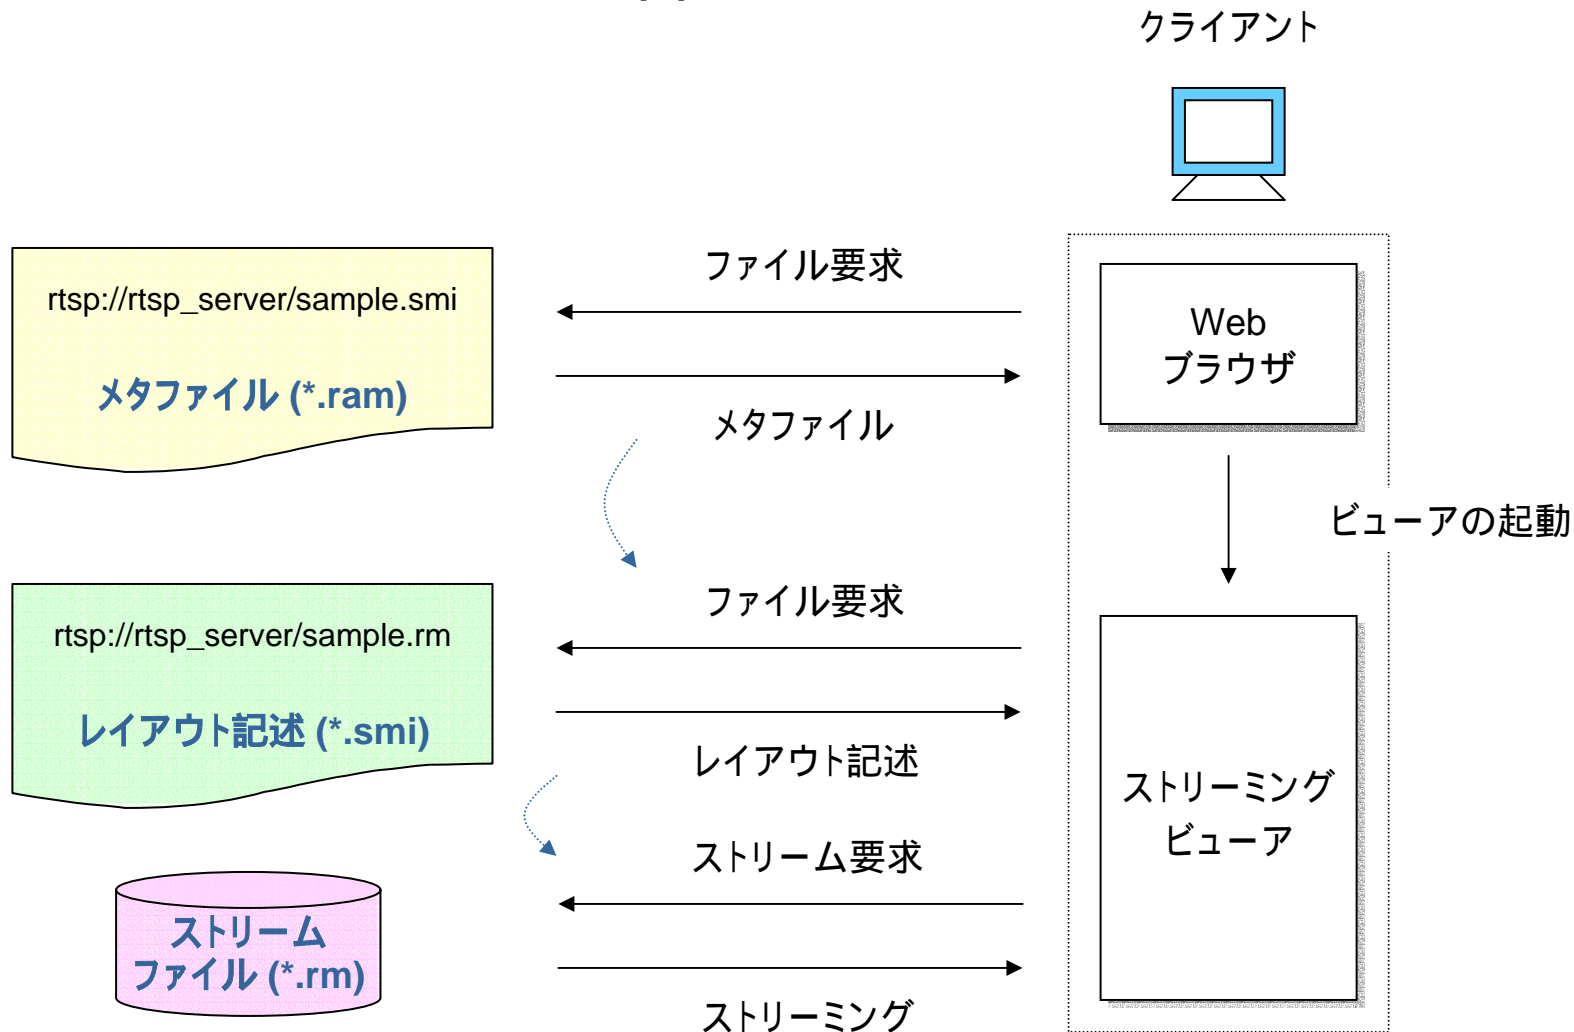 クライアント
rtsp://rtsp_server/sample.smi
メタファイル (*.ram)
ファイル要求
メタファイル
Web
ブラウザ
ビューアの起動
rtsp://rtsp_server/sample.rm
レイアウト記述 (*.smi)
ファイル要求
レイアウト記述
ストリーミング
ビューア
ストリーム要求
ストリーム
ファイル (*.rm)
ストリーミング